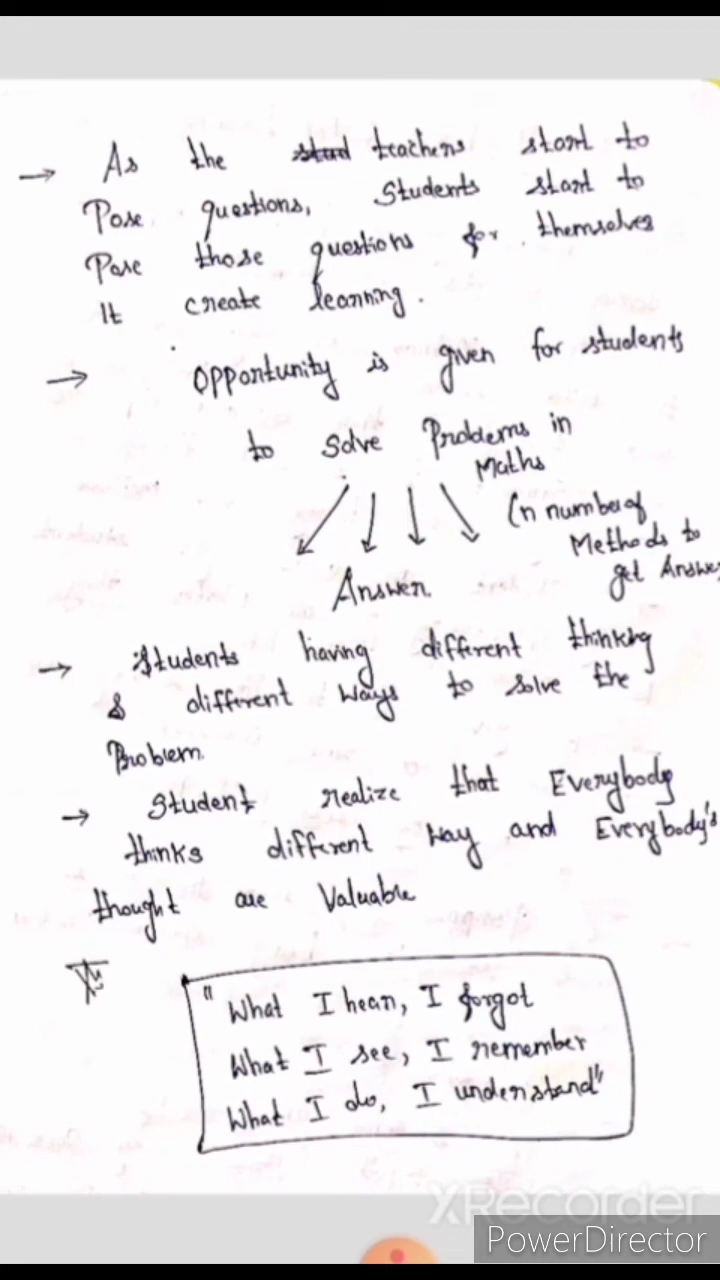 → As the stud teachers start to
Pose questions, Students start to
Pose those questions for themselves
It create learning.
→ Opportunity is given for students
to solve Problems in
Maths
(n number of
Methods to
get Answer
Answer
→ Students having different thinking
& different ways to solve the
Problem.
→ Student realize that Everybody
thinks different way and Everybody's
thought are Valuable
"What I hear, I forgot
What I see, I remember
What I do, I understand"
XRecorder
PowerDirector